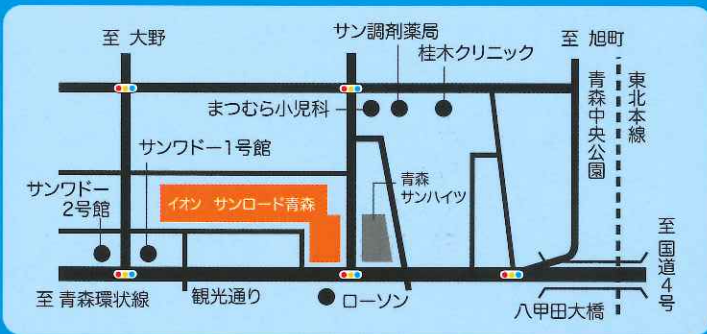 至 大野
サン調剤薬局
桂木クリニック
至 旭町
まつむら小児科
青森中央公園
東北本線
サンワドー1号館
サンワドー
2号館
イオン サンロード青森
青森
サンハイツ
至 国道4号
至 青森環状線
観光通り
ローソン
八甲田大橋